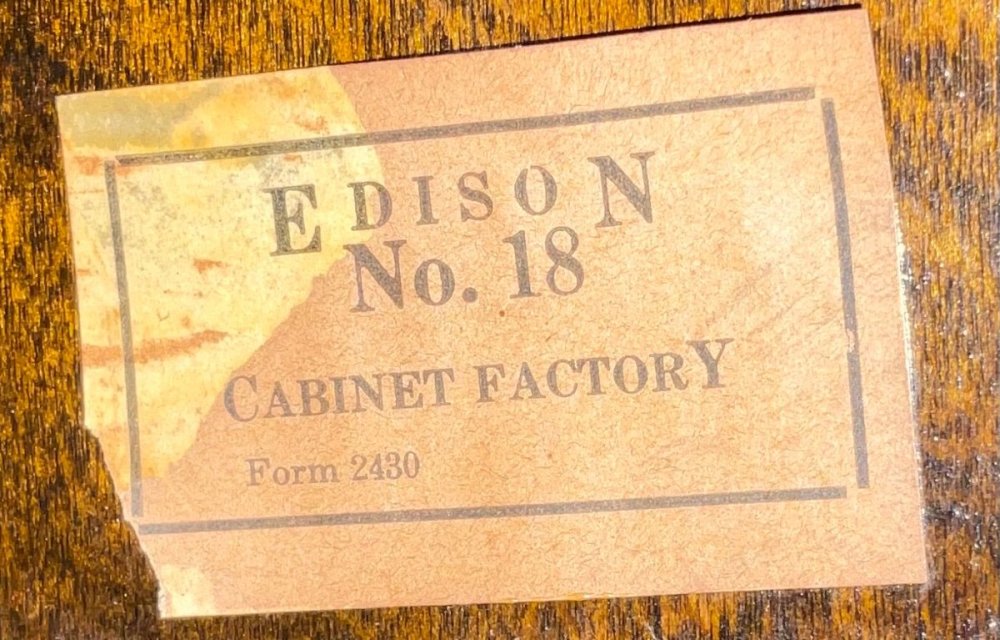 EDISON
No. 18
CABINET FACTORY
Form 2430